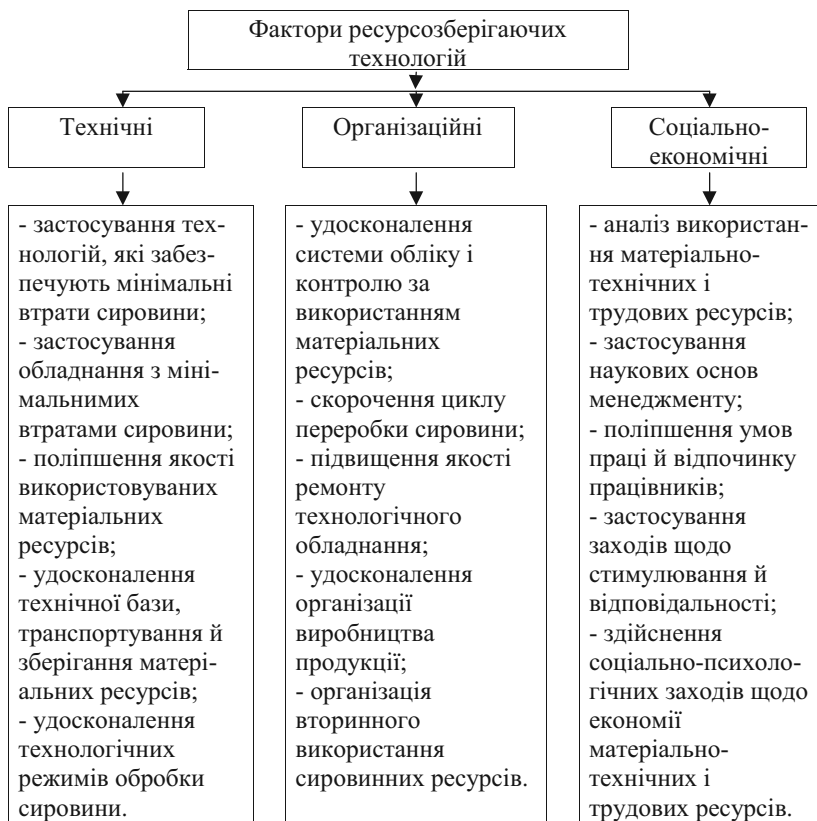 Фактори ресурсозберігаючих
технологій
Технічні
Організаційні
Соціально-
економічні
- застосування тех-
нологій, які забез-
печують мінімальні
втрати сировини;
- застосування
обладнання з міні-
мальнимих
втратами сировини;
- поліпшення якості
використовуваних
матеріальних
ресурсів;
- удосконалення
технічної бази,
транспортування й
зберігання матері-
альних ресурсів;
- удосконалення
технологічних
режимів обробки
сировини.
- удосконалення
системи обліку і
контролю за
використанням
матеріальних
ресурсів;
- скорочення циклу
переробки сировини;
- підвищення якості
ремонту
технологічного
обладнання;
- удосконалення
організації
виробництва
продукції;
- організація
вторинного
використання
сировинних ресурсів.
- аналіз використан-
ня матеріально-
технічних і
трудових ресурсів;
- застосування
наукових основ
менеджменту;
- поліпшення умов
праці й відпочинку
працівників;
- застосування
заходів щодо
стимулювання й
відповідальності;
- здійснення
соціально-психоло-
гічних заходів щодо
економії
матеріально-
технічних і
трудових ресурсів.